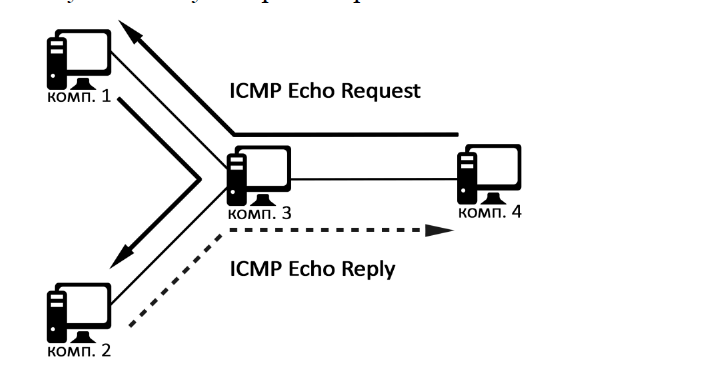 комп. 1
ICMP Echo Request
комп. 3
комп. 4
ICMP Echo Reply
комп. 2